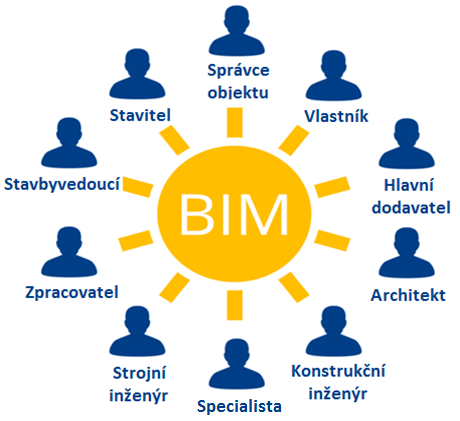 Správce
objektu
Stavitel
Vlastník
Stavbyvedoucí
Hlavní
dodavatel
BIM
Zpracovatel
Architekt
Strojní
inženýr
Konstrukční
inženýr
Specialista